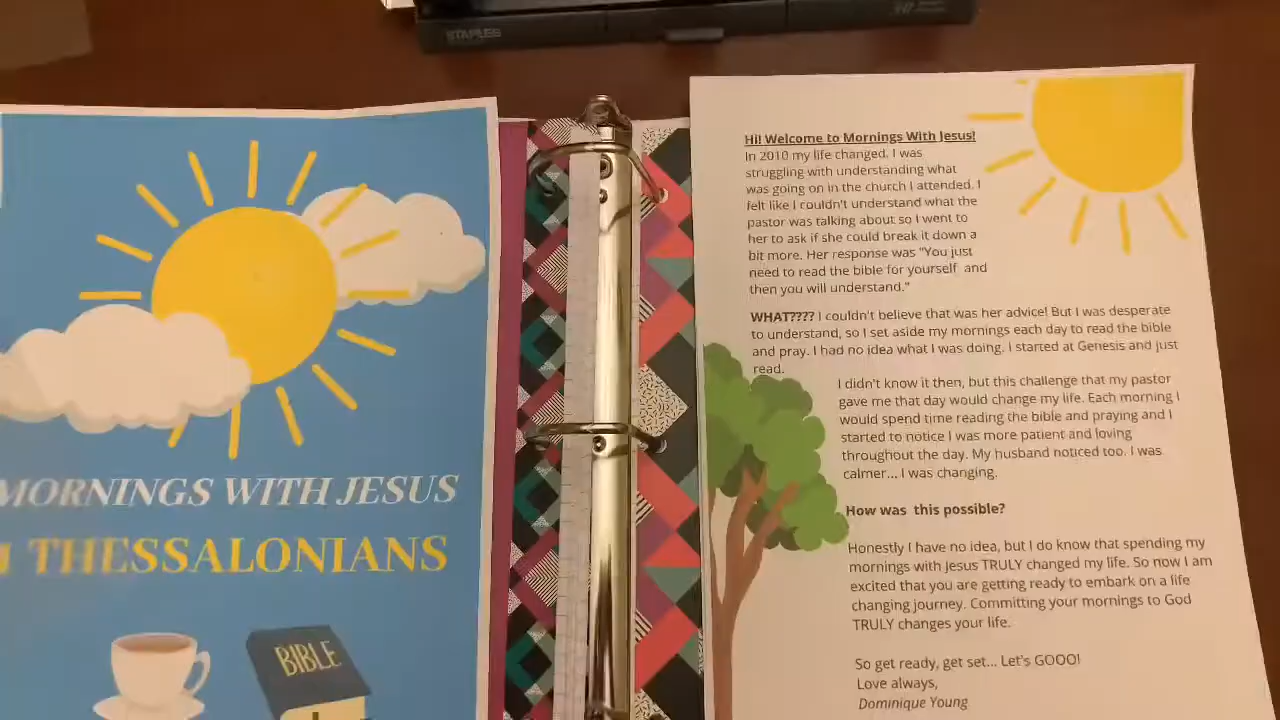 STAPLES
MORNINGS WITH JESUS
1 THESSALONIANS
BIBLE
Hi! Welcome to Mornings With Jesus!
In 2010 my life changed. I was
struggling with understanding what
was going on in the church I attended. I
felt like I couldn't understand what the
pastor was talking about so I went to
her to ask if she could break it down a
bit more. Her response was "You just
need to read the bible for yourself and
then you will understand."
WHAT???? I couldn't believe that was her advice! But I was desperate
to understand, so I set aside my mornings each day to read the bible
and pray. I had no idea what I was doing. I started at Genesis and just
read.
I didn't know it then, but this challenge that my pastor
gave me that day would change my life. Each morning I
would spend time reading the bible and praying and I
started to notice I was more patient and loving
throughout the day. My husband noticed too. I was
calmer... I was changing.
How was this possible?
Honestly I have no idea, but I do know that spending my
mornings with Jesus TRULY changed my life. So now I am
excited that you are getting ready to embark on a life
changing journey. Committing your mornings to God
TRULY changes your life.
So get ready, get set... Let's GOOO!
Love always,
Dominique Young